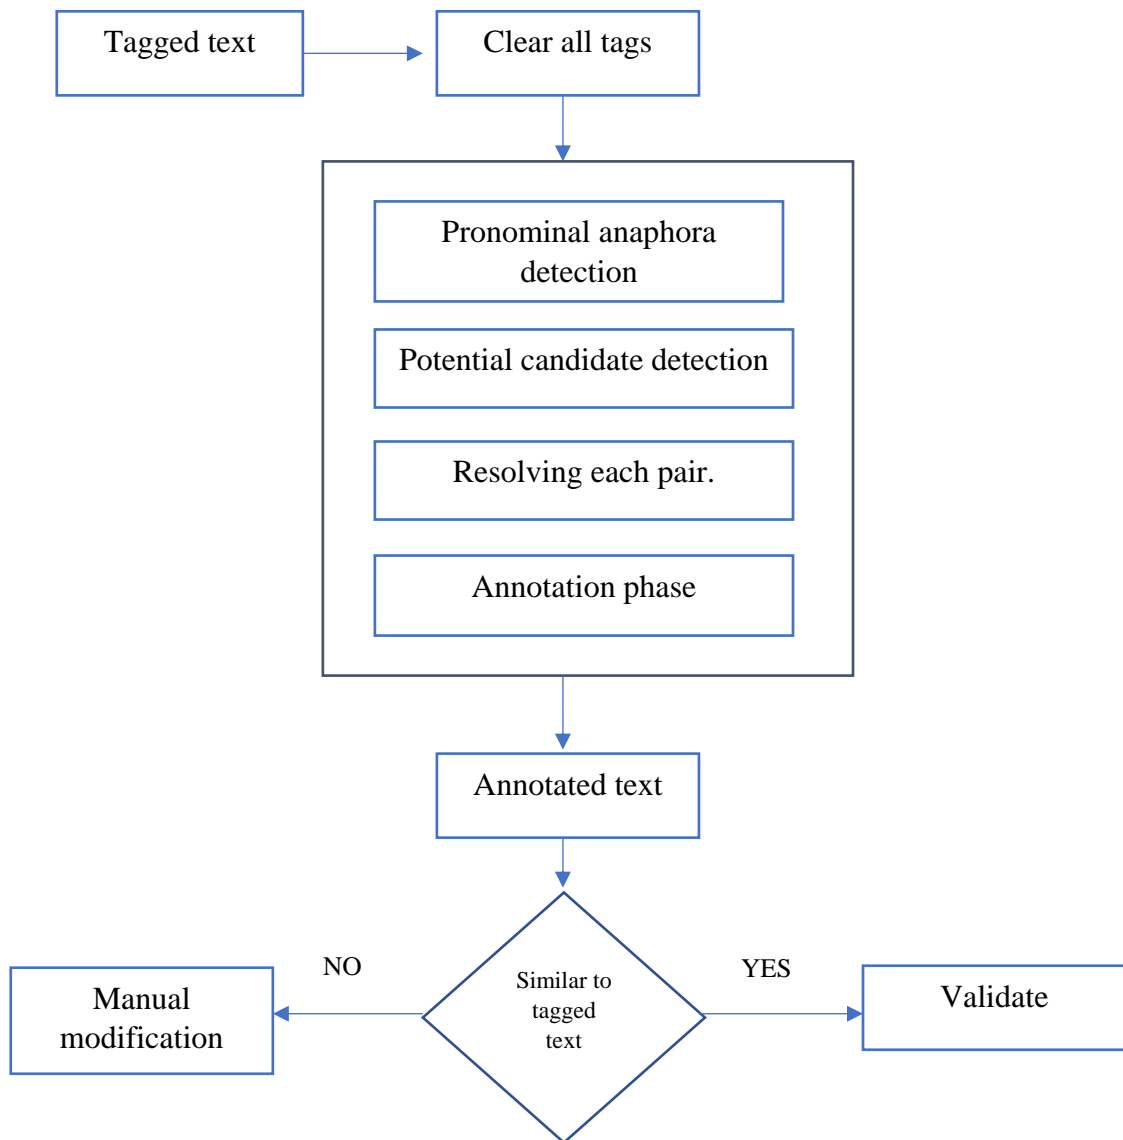 Tagged text
Clear all tags
Pronominal anaphora
detection
Potential candidate detection
Resolving each pair.
Annotation phase
Annotated text
Similar to
tagged
text
NO
YES
Manual
modification
Validate